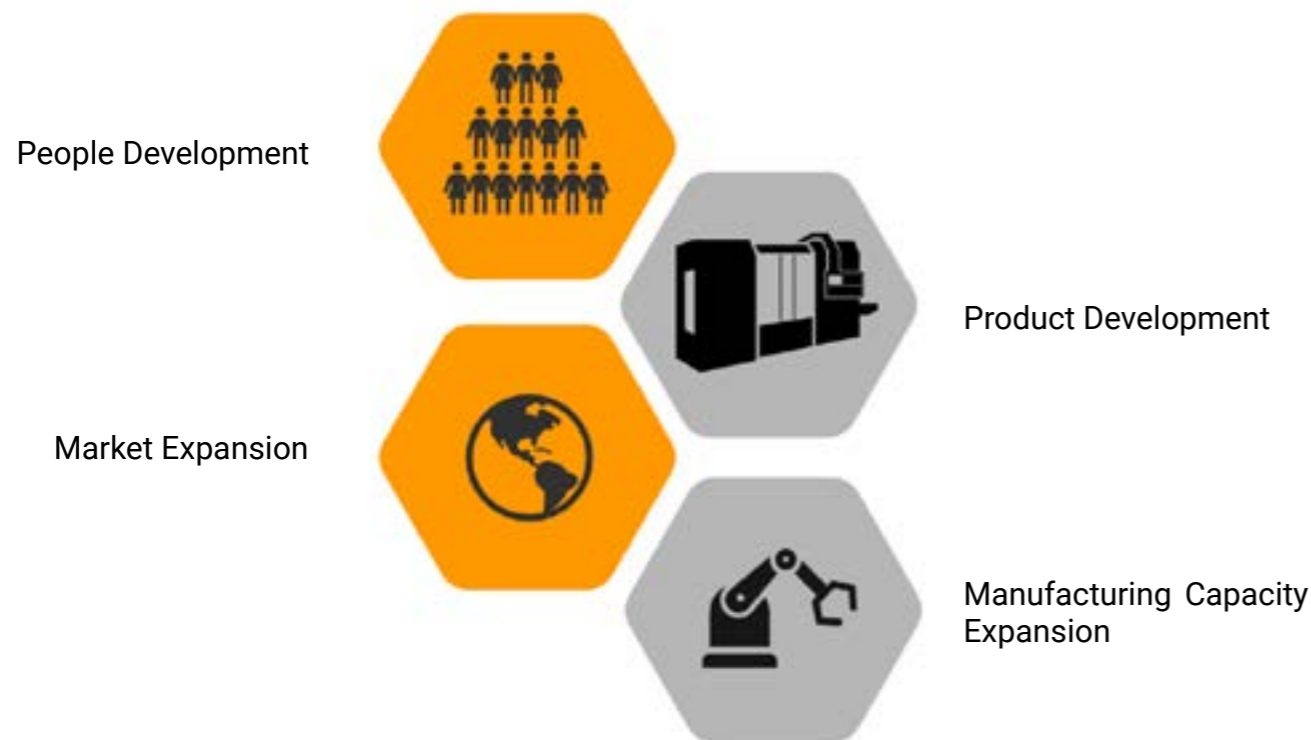 People Development
Product Development
Market Expansion
Manufacturing Capacity
Expansion